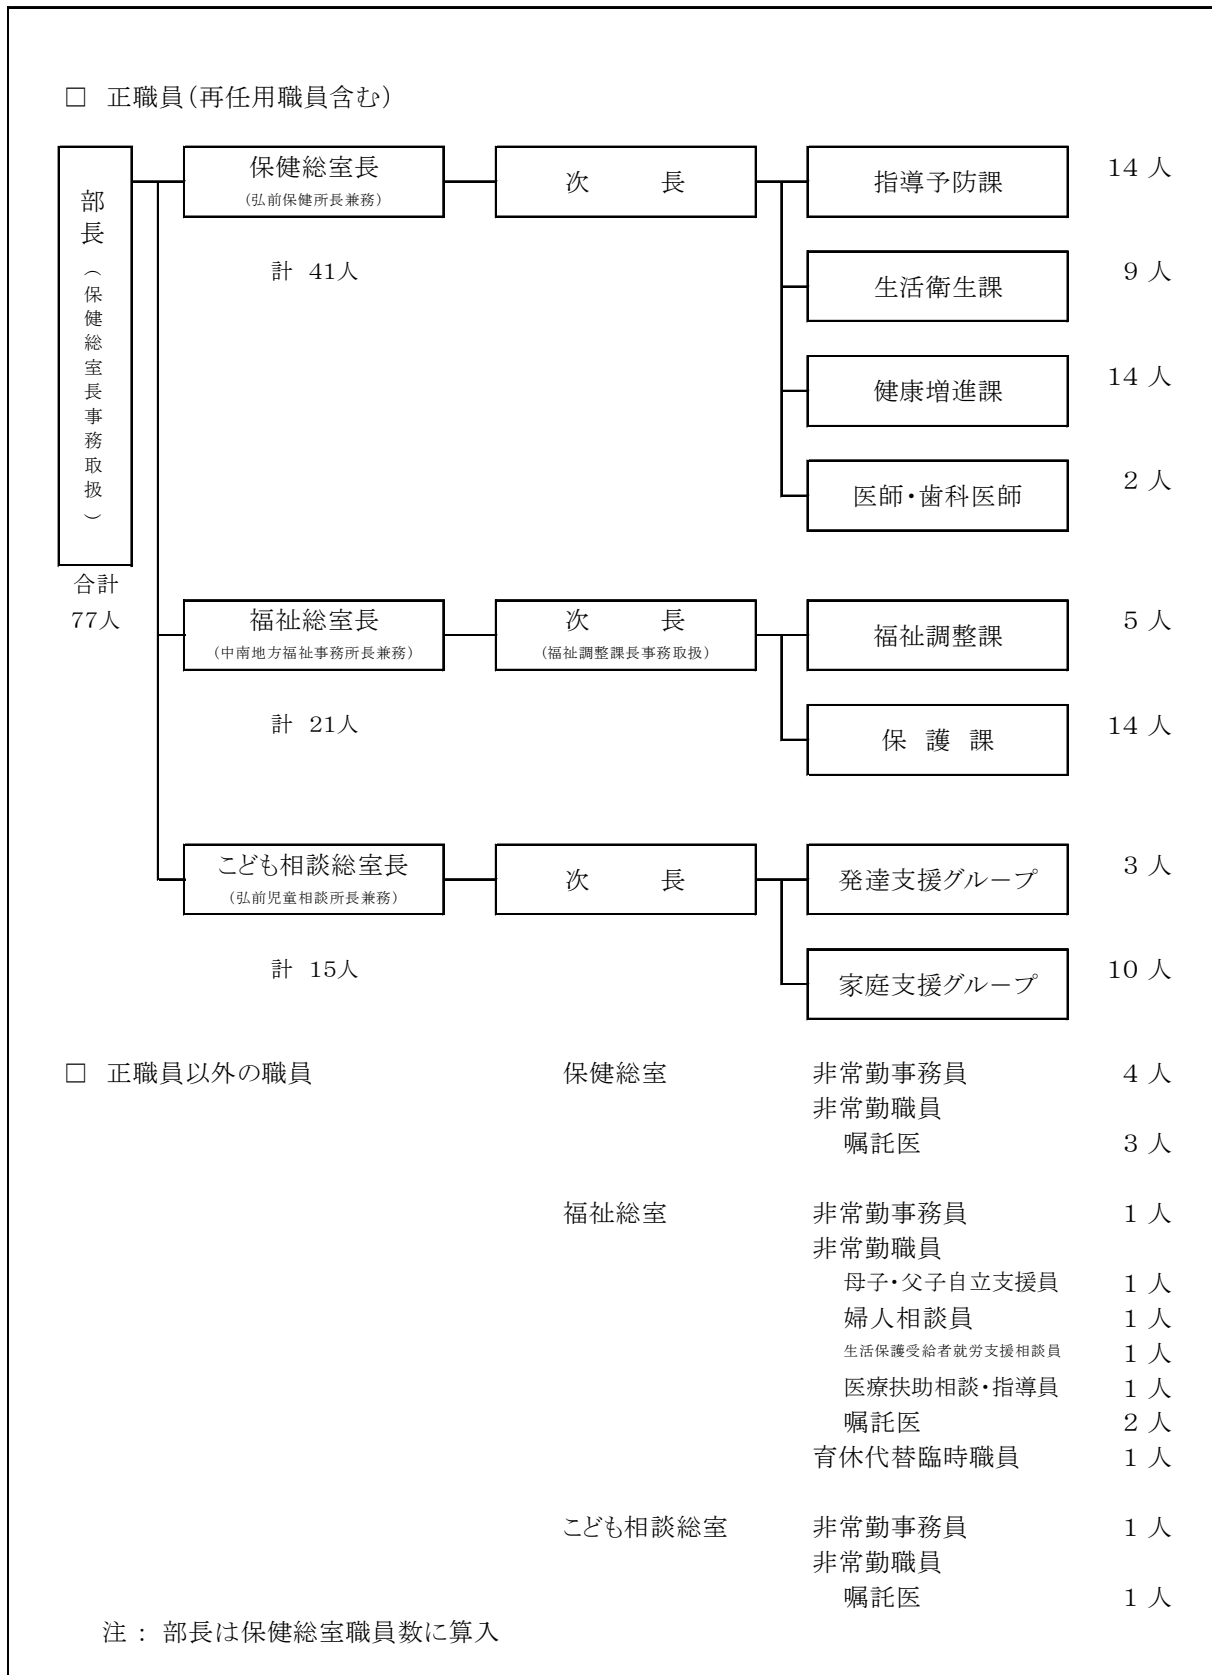 □ 正職員(再任用職員含む)
部長(保健総室長事務取扱)
合計
77人
保健総室長
(弘前保健所長兼務)
計 41人
次 長
指導予防課 14 人
生活衛生課 9 人
健康増進課 14 人
医師・歯科医師 2 人
福祉総室長
(中南地方福祉事務所長兼務)
計 21人
次 長
(福祉調整課長事務取扱)
福祉調整課 5 人
保 護 課 14 人
こども相談総室長
(弘前児童相談所長兼務)
計 15人
次 長
発達支援グループ 3 人
家庭支援グループ 10 人
□ 正職員以外の職員 保健総室 非常勤事務員 4 人
非常勤職員
嘱託医 3 人
福祉総室 非常勤事務員 1 人
非常勤職員
母子・父子自立支援員 1 人
婦人相談員 1 人
生活保護受給者就労支援相談員 1 人
医療扶助相談・指導員 1 人
嘱託医 2 人
育休代替臨時職員 1 人
こども相談総室 非常勤事務員 1 人
非常勤職員
嘱託医 1 人
注 : 部長は保健総室職員数に算入